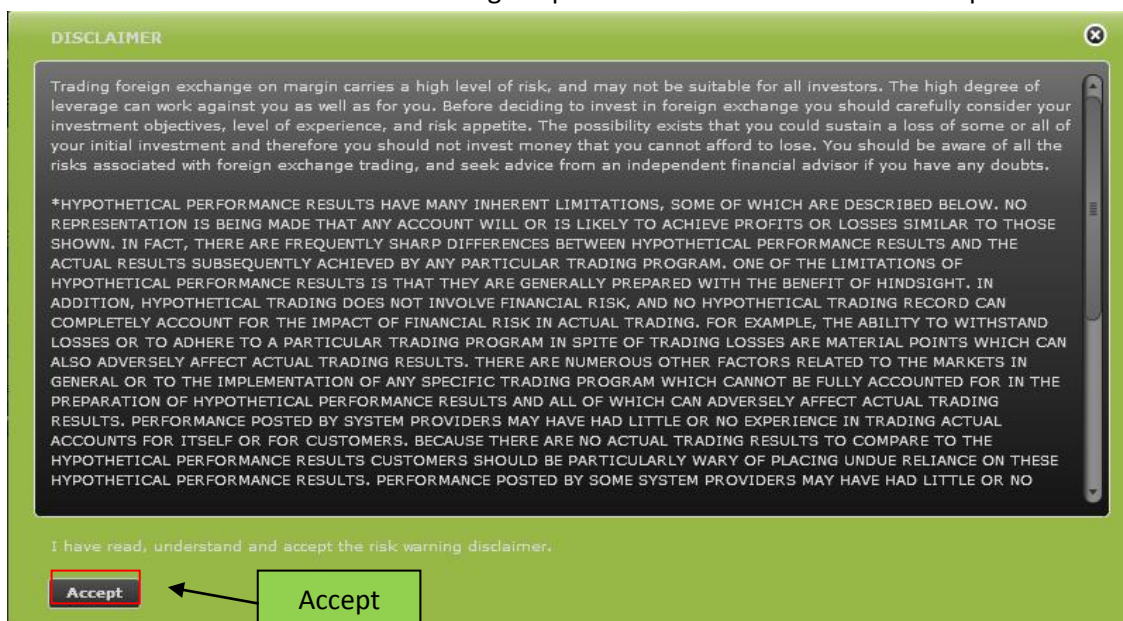 DISCLAIMER
Trading foreign exchange on margin carries a high level of risk, and may not be suitable for all investors. The high degree of
leverage can work against you as well as for you. Before deciding to invest in foreign exchange you should carefully consider your
investment objectives, level of experience, and risk appetite. The possibility exists that you could sustain a loss of some or all of
your initial investment and therefore you should not invest money that you cannot afford to lose. You should be aware of all the
risks associated with foreign exchange trading, and seek advice from an independent financial advisor if you have any doubts.
*HYPOTHETICAL PERFORMANCE RESULTS HAVE MANY INHERENT LIMITATIONS, SOME OF WHICH ARE DESCRIBED BELOW. NO
REPRESENTATION IS BEING MADE THAT ANY ACCOUNT WILL OR IS LIKELY TO ACHIEVE PROFITS OR LOSSES SIMILAR TO THOSE
SHOWN. IN FACT, THERE ARE FREQUENTLY SHARP DIFFERENCES BETWEEN HYPOTHETICAL PERFORMANCE RESULTS AND THE
ACTUAL RESULTS SUBSEQUENTLY ACHIEVED BY ANY PARTICULAR TRADING PROGRAM. ONE OF THE LIMITATIONS OF
HYPOTHETICAL PERFORMANCE RESULTS IS THAT THEY ARE GENERALLY PREPARED WITH THE BENEFIT OF HINDSIGHT. IN
ADDITION, HYPOTHETICAL TRADING DOES NOT INVOLVE FINANCIAL RISK, AND NO HYPOTHETICAL TRADING RECORD CAN
COMPLETELY ACCOUNT FOR THE IMPACT OF FINANCIAL RISK IN ACTUAL TRADING. FOR EXAMPLE, THE ABILITY TO WITHSTAND
LOSSES OR TO ADHERE TO A PARTICULAR TRADING PROGRAM IN SPITE OF TRADING LOSSES ARE MATERIAL POINTS WHICH CAN
ALSO ADVERSELY AFFECT ACTUAL TRADING RESULTS. THERE ARE NUMEROUS OTHER FACTORS RELATED TO THE MARKETS IN
GENERAL OR TO THE IMPLEMENTATION OF ANY SPECIFIC TRADING PROGRAM WHICH CANNOT BE FULLY ACCOUNTED FOR IN THE
PREPARATION OF HYPOTHETICAL PERFORMANCE RESULTS AND ALL OF WHICH CAN ADVERSELY AFFECT ACTUAL TRADING
RESULTS. PERFORMANCE POSTED BY SYSTEM PROVIDERS MAY HAVE HAD LITTLE OR NO EXPERIENCE IN TRADING ACTUAL
ACCOUNTS FOR ITSELF OR FOR CUSTOMERS. BECAUSE THERE ARE NO ACTUAL TRADING RESULTS TO COMPARE TO THE
HYPOTHETICAL PERFORMANCE RESULTS CUSTOMERS SHOULD BE PARTICULARLY WARY OF PLACING UNDUE RELIANCE ON THESE
HYPOTHETICAL PERFORMANCE RESULTS. PERFORMANCE POSTED BY SOME SYSTEM PROVIDERS MAY HAVE HAD LITTLE OR NO
I have read, understand and accept the risk warning disclaimer.
Accept
Accept